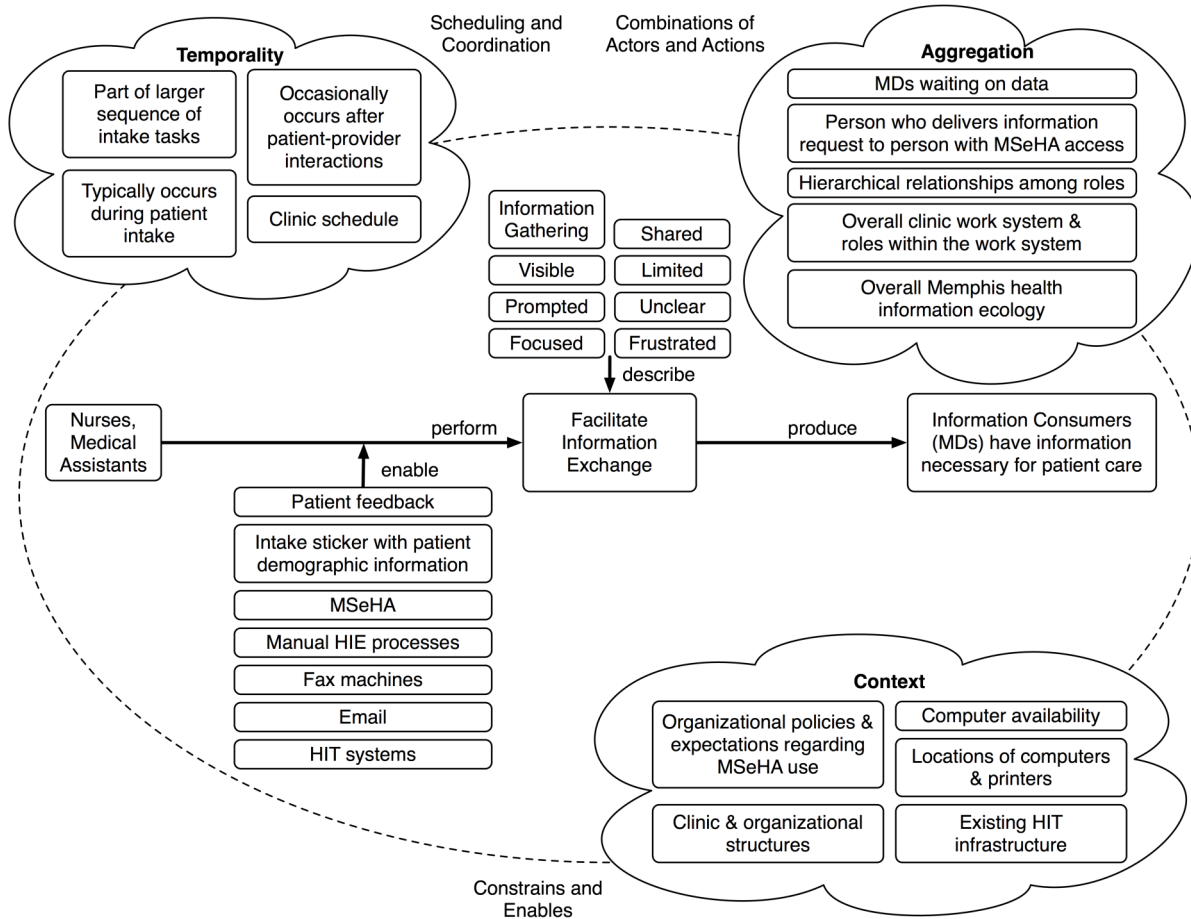 Scheduling and
Coordination
Combinations of
Actors and Actions
Temporality
Part of larger
sequence of
intake tasks
Occasionally
occurs after
patient-provider
interactions
Typically occurs
during patient
intake
Clinic schedule
Aggregation
MDs waiting on data
Person who delivers information
request to person with MSeHA access
Hierarchical relationships among roles
Overall clinic work system &
roles within the work system
Overall Memphis health
information ecology
Information
Gathering
Shared
Visible
Limited
Prompted
Unclear
Focused
Frustrated
describe
Nurses,
Medical
Assistants
perform
Facilitate
Information
Exchange
produce
Information Consumers
(MDs) have information
necessary for patient care
enable
Patient feedback
Intake sticker with patient
demographic information
MSeHA
Manual HIE processes
Fax machines
Email
HIT systems
Context
Organizational policies &
expectations regarding
MSeHA use
Computer availability
Locations of computers
& printers
Clinic & organizational
structures
Existing HIT
infrastructure
Constrains and
Enables